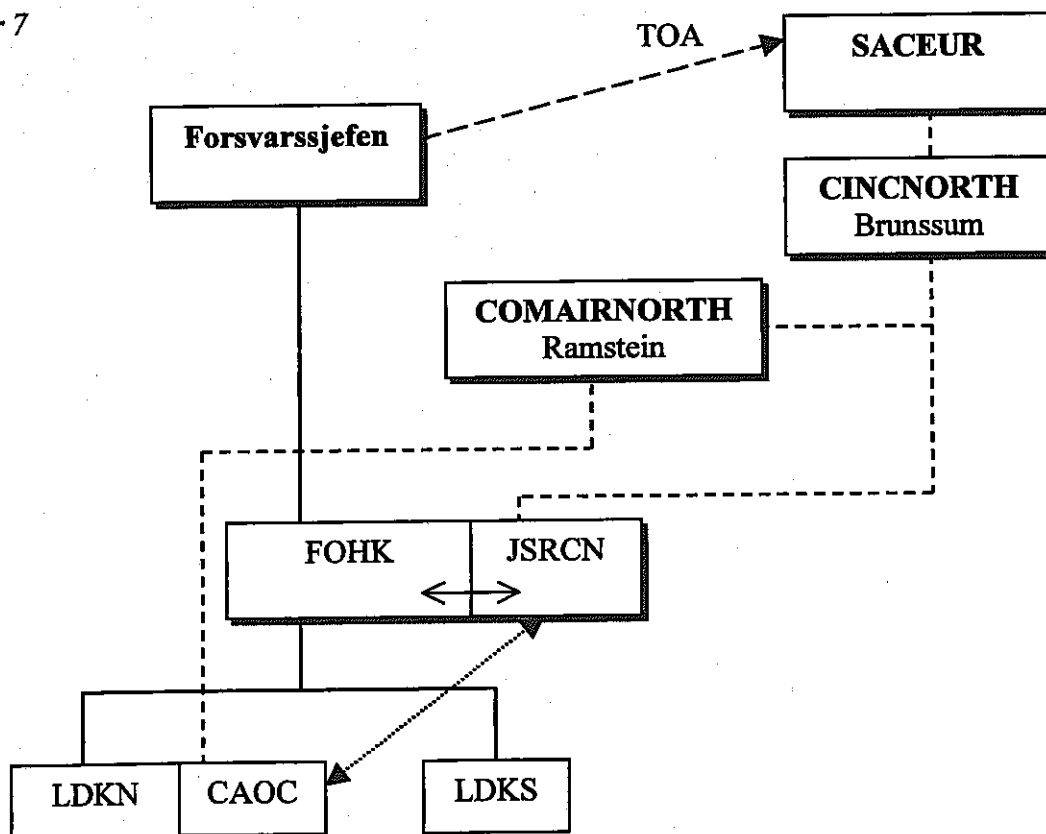 7
TOA
SACEUR
Forsvarssjefen
CINCNORTH
Brunssum
COMAIRNORTH
Ramstein
FOHK
JSRCN
LDKN
CAOC
LDKS